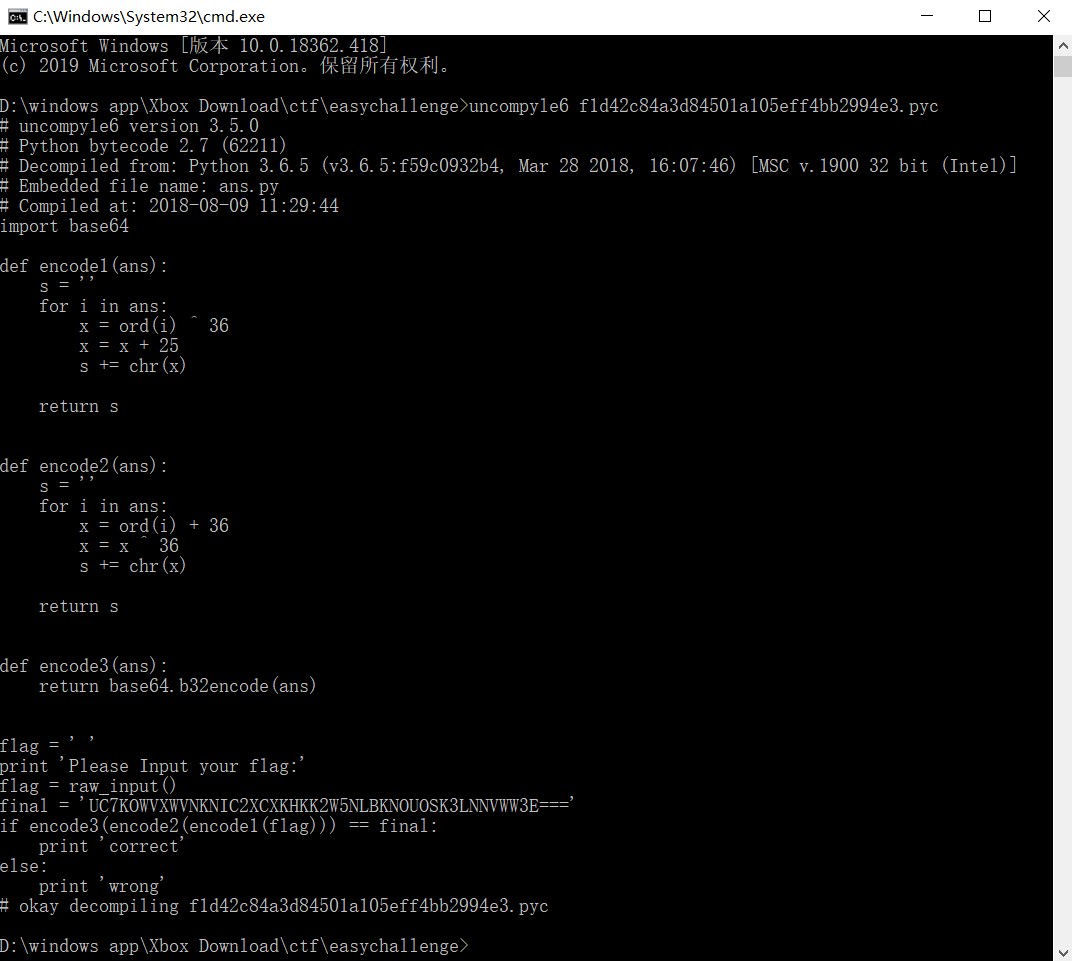 C:\Windows\System32\cmd.exe
Microsoft Windows [版本 10.0.18362.418]
(c) 2019 Microsoft Corporation。保留所有权利。
D:\windows app\Xbox Download\ctf\easychallenge>uncompyle6 f1d42c84a3d84501a105eff4bb2994e3.pyc
# uncompyle6 version 3.5.0
# Python bytecode 2.7 (62211)
# Decompiled from: Python 3.6.5 (v3.6.5:f59c0932b4, Mar 28 2018, 16:07:46) [MSC v.1900 32 bit (Intel)]
# Embedded file name: ans.py
# Compiled at: 2018-08-09 11:29:44
import base64
def encode1(ans):
    s = ''
    for i in ans:
        x = ord(i) ^ 36
        x = x + 25
        s += chr(x)
    return s
def encode2(ans):
    s = ''
    for i in ans:
        x = ord(i) + 36
        x = x ^ 36
        s += chr(x)
    return s
def encode3(ans):
    return base64.b32encode(ans)
flag = ' '
print 'Please Input your flag:'
flag = raw_input()
final = 'UC7KOWVXWVNKNIC2XCXKHKK2W5NLBKNOUOSK3LNNVWW3E==='
if encode3(encode2(encode1(flag))) == final:
    print 'correct'
else:
    print 'wrong'
# okay decompiling f1d42c84a3d84501a105eff4bb2994e3.pyc
D:\windows app\Xbox Download\ctf\easychallenge>